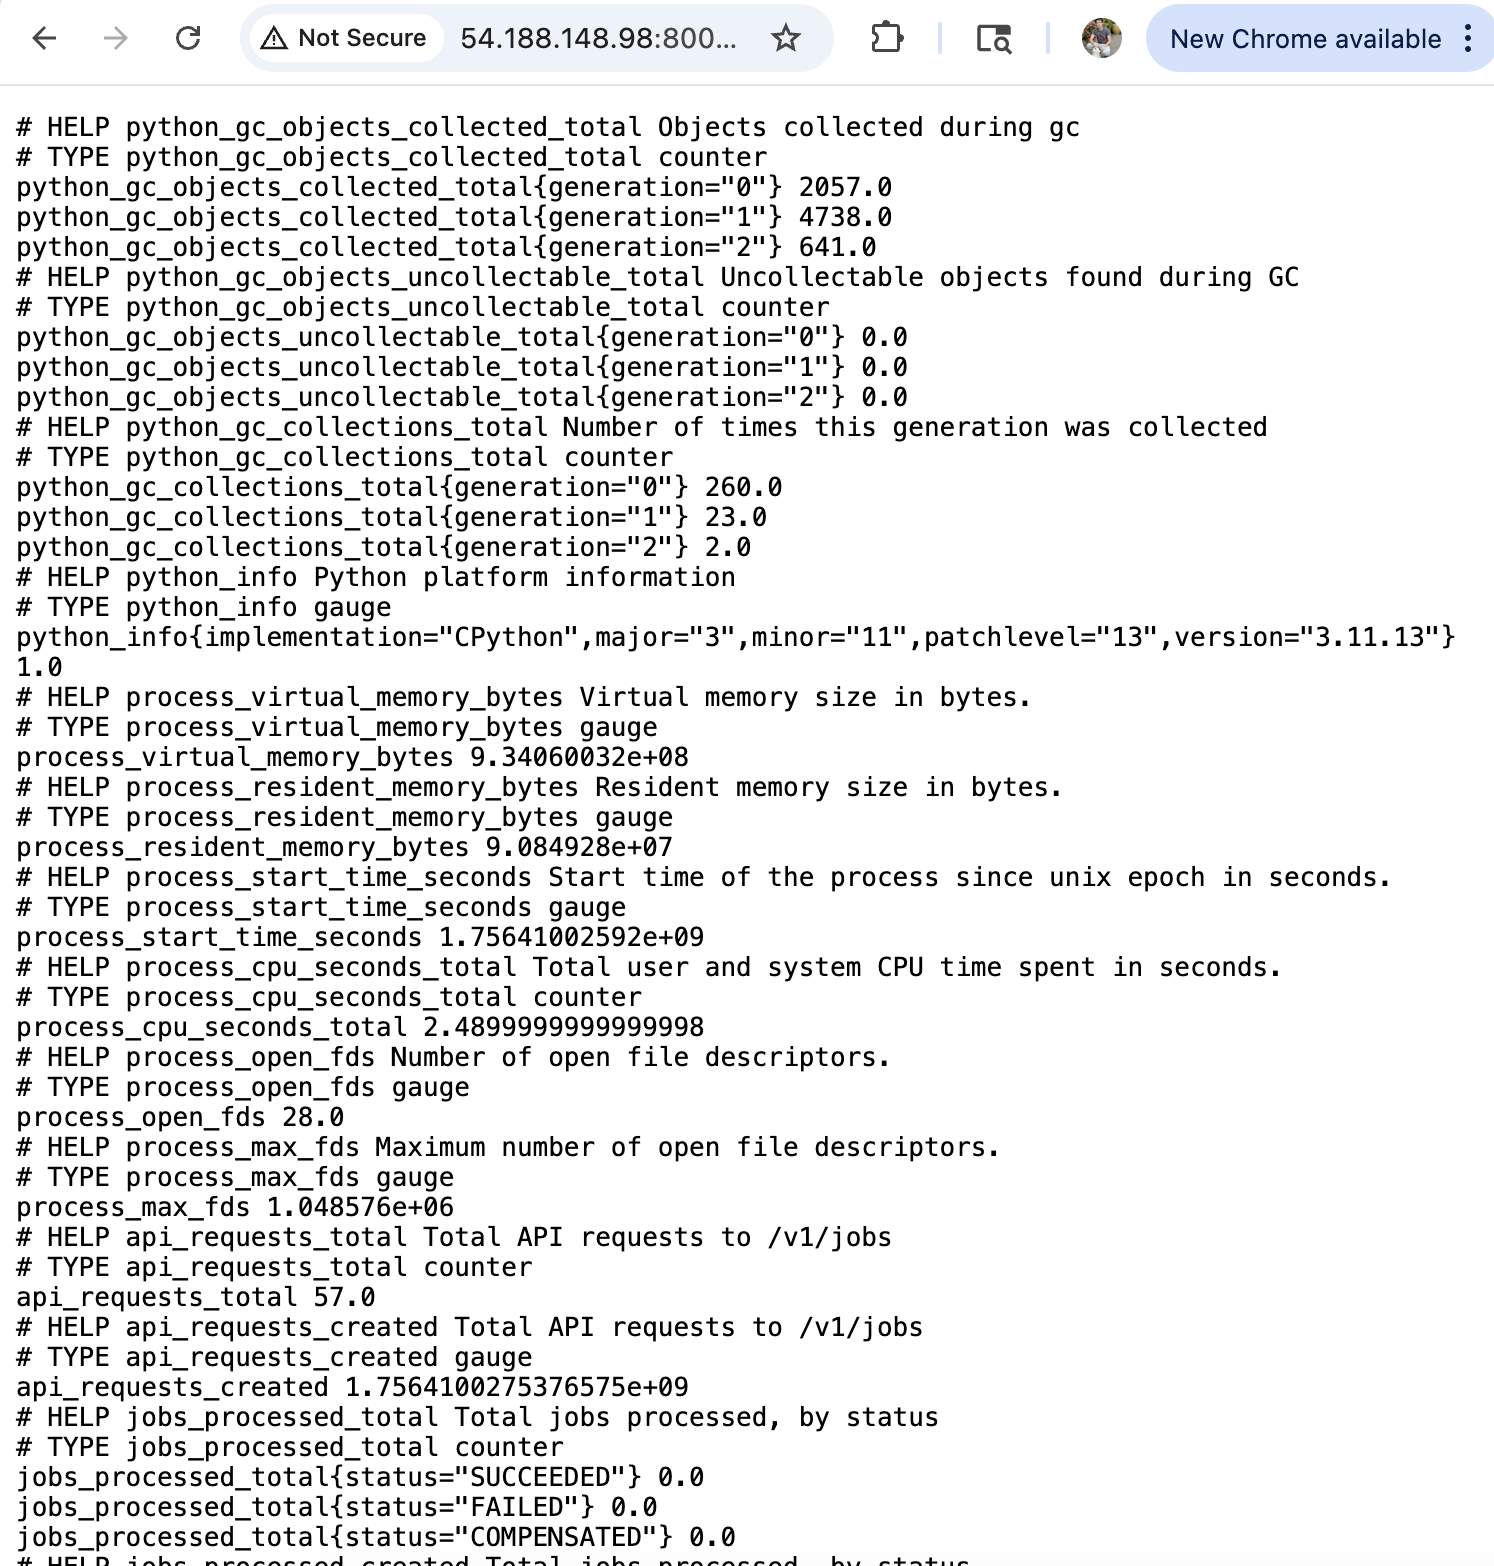 Not Secure
54.188.148.98:800...
New Chrome available
# HELP python_gc_objects_collected_total Objects collected during gc
# TYPE python_gc_objects_collected_total counter
python_gc_objects_collected_total{generation="0"} 2057.0
python_gc_objects_collected_total{generation="1"} 4738.0
python_gc_objects_collected_total{generation="2"} 641.0
# HELP python_gc_objects_uncollectable_total Uncollectable objects found during GC
# TYPE python_gc_objects_uncollectable_total counter
python_gc_objects_uncollectable_total{generation="0"} 0.0
python_gc_objects_uncollectable_total{generation="1"} 0.0
python_gc_objects_uncollectable_total{generation="2"} 0.0
# HELP python_gc_collections_total Number of times this generation was collected
# TYPE python_gc_collections_total counter
python_gc_collections_total{generation="0"} 260.0
python_gc_collections_total{generation="1"} 23.0
python_gc_collections_total{generation="2"} 2.0
# HELP python_info Python platform information
# TYPE python_info gauge
python_info{implementation="CPython",major="3",minor="11",patchlevel="13",version="3.11.13"}
1.0
# HELP process_virtual_memory_bytes Virtual memory size in bytes.
# TYPE process_virtual_memory_bytes gauge
process_virtual_memory_bytes 9.34060032e+08
# HELP process_resident_memory_bytes Resident memory size in bytes.
# TYPE process_resident_memory_bytes gauge
process_resident_memory_bytes 9.084928e+07
# HELP process_start_time_seconds Start time of the process since unix epoch in seconds.
# TYPE process_start_time_seconds gauge
process_start_time_seconds 1.75641002592e+09
# HELP process_cpu_seconds_total Total user and system CPU time spent in seconds.
# TYPE process_cpu_seconds_total counter
process_cpu_seconds_total 2.4899999999999998
# HELP process_open_fds Number of open file descriptors.
# TYPE process_open_fds gauge
process_open_fds 28.0
# HELP process_max_fds Maximum number of open file descriptors.
# TYPE process_max_fds gauge
process_max_fds 1.048576e+06
# HELP api_requests_total Total API requests to /v1/jobs
# TYPE api_requests_total counter
api_requests_total 57.0
# HELP api_requests_created Total API requests to /v1/jobs
# TYPE api_requests_created gauge
api_requests_created 1.7564100275376575e+09
# HELP jobs_processed_total Total jobs processed, by status
# TYPE jobs_processed_total counter
jobs_processed_total{status="SUCCEEDED"} 0.0
jobs_processed_total{status="FAILED"} 0.0
jobs_processed_total{status="COMPENSATED"} 0.0
# HELP jobs_processed_created Total jobs processed, by status